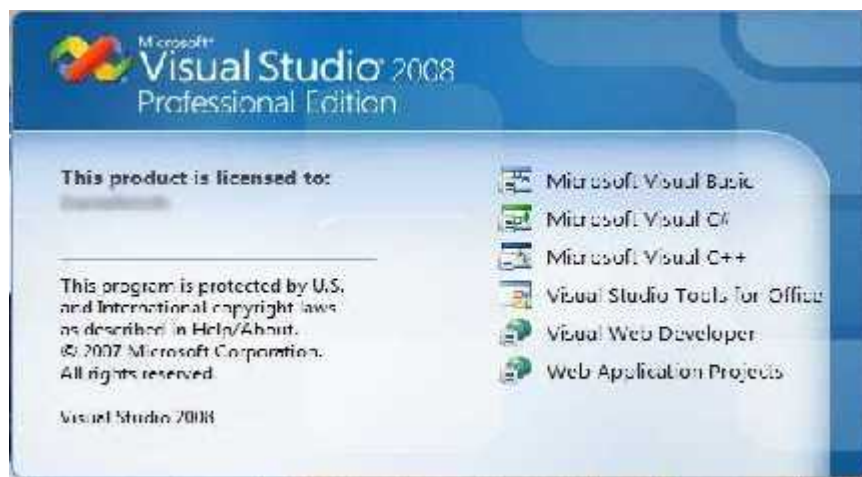 Microsoft
Visual Studio 2008
Professional Edition
This product is licensed to:
This program is protected by U.S.
and International copyright laws
as described in Help/About.
© 2007 Microsoft Corporation.
All rights reserved
Visual Studio 2008
Microsoft Visual Basic
Microsoft Visual C#
Microsoft Visual C++
Visual Studio Tools for Office
Visual Web Developer
Web Application Projects